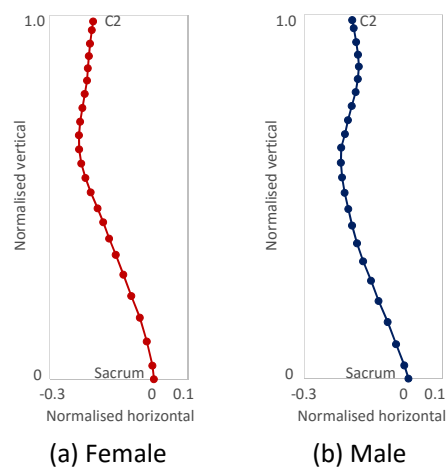 1.0
C2
Normalised vertical
0
Sacrum
-0.3
0
0.1
Normalised horizontal
(a) Female
1.0
C2
Normalised vertical
0
Sacrum
-0.3
0
0.1
Normalised horizontal
(b) Male